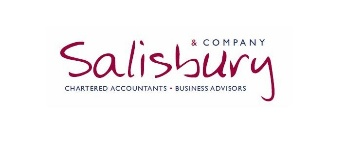 Salisbury & COMPANY
CHARTERED ACCOUNTANTS • BUSINESS ADVISORS